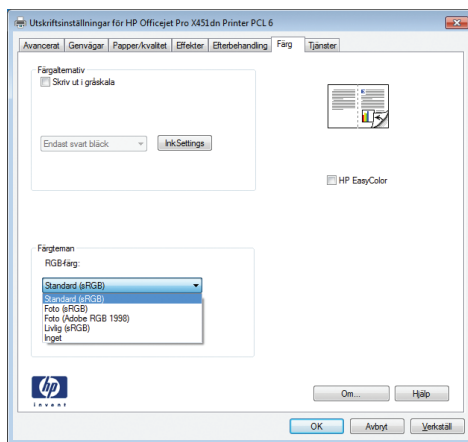 Utskriftsinställningar för HP Officejet Pro X451dn Printer PCL 6
Avancerat Genvägar Papper/kvalitet Effekter Efterbehandling Färg Tjänster
Färgalternativ
Skriv ut i gråskala
Endast svart bläck
InkSettings
HP EasyColor
Färgteman
RGB-färg:
Standard (sRGB)
Standard (sRGB)
Foto (sRGB)
Foto (Adobe RGB 1998)
Livlig (sRGB)
Inget
hp
invent
Om... Hjälp
OK Avbryt Verkställ